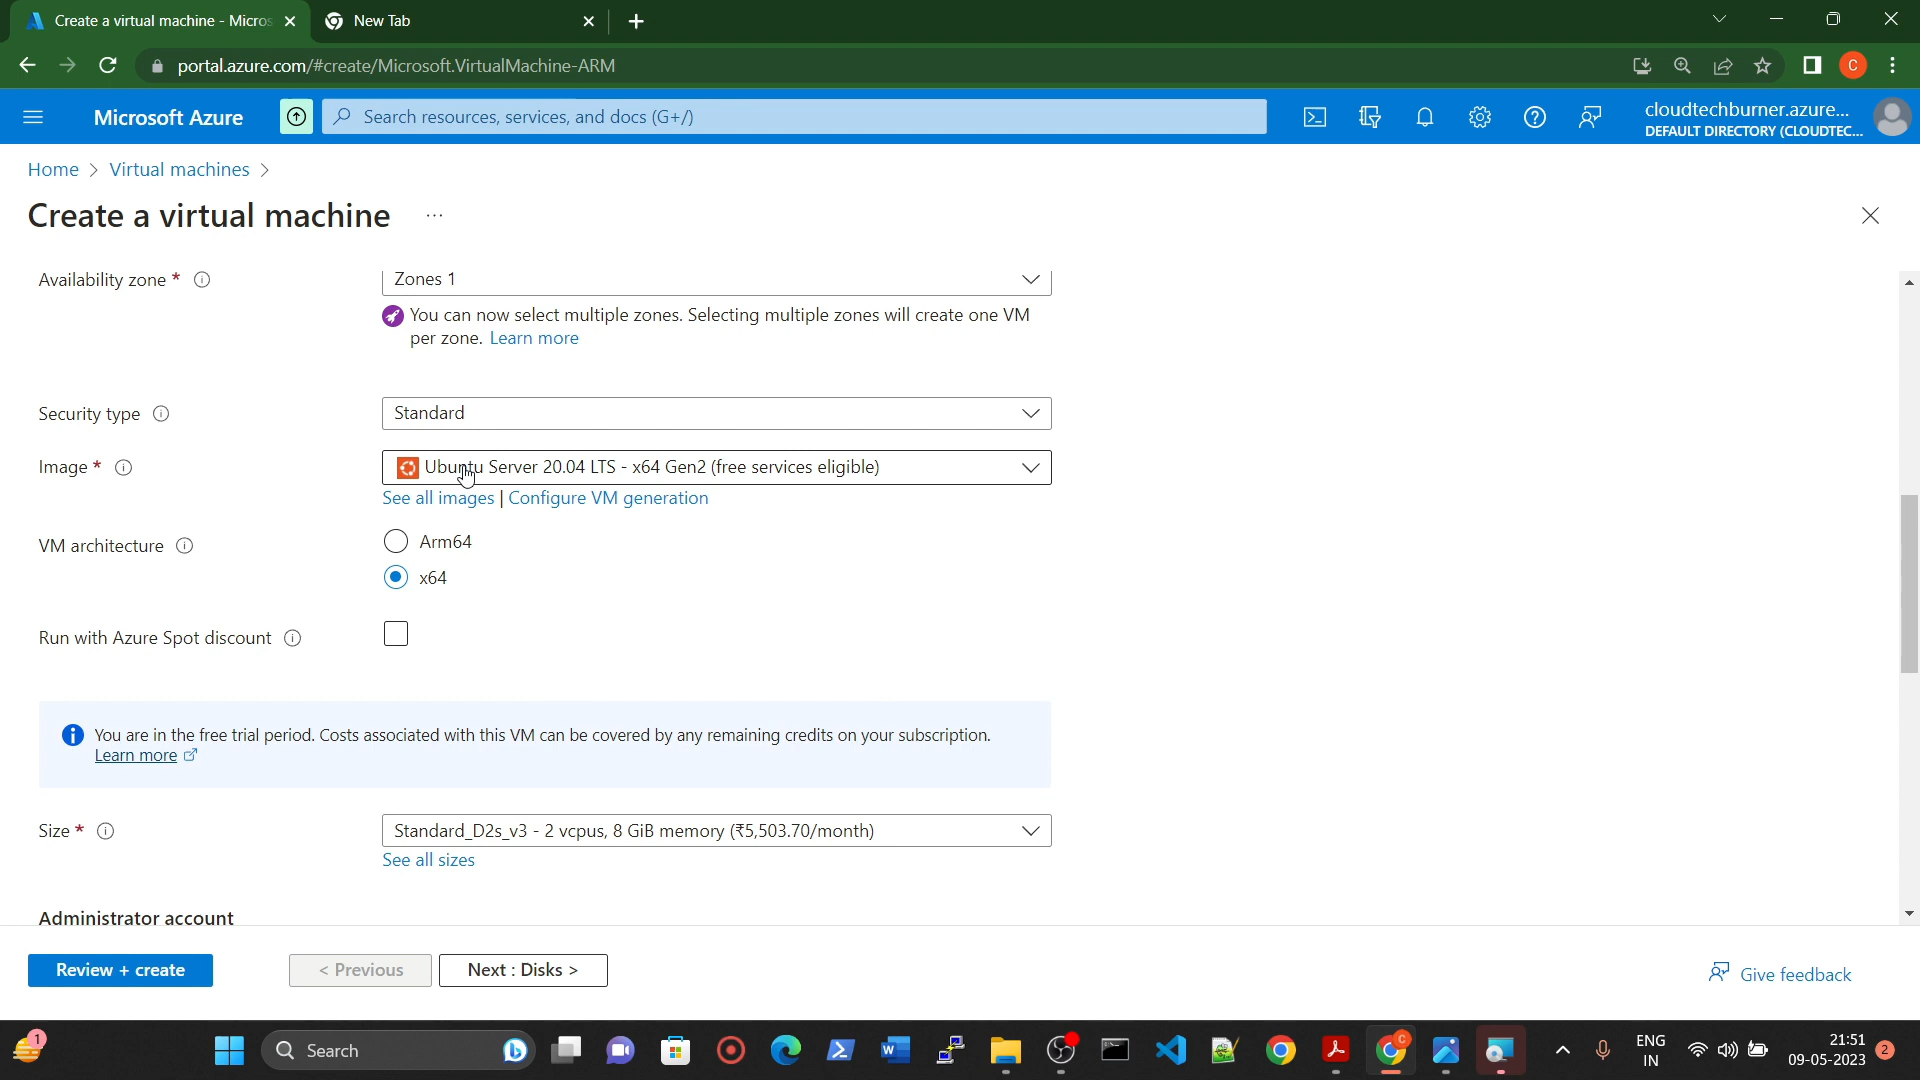 Create a virtual machine - Micros
New Tab
portal.azure.com/#create/Microsoft.VirtualMachine-ARM
C
Microsoft Azure
Search resources, services, and docs (G+/)
cloudtechburner.azure...
DEFAULT DIRECTORY (CLOUDTEC...
Home > Virtual machines >
Create a virtual machine ...
Availability zone *
Zones 1
You can now select multiple zones. Selecting multiple zones will create one VM
per zone. Learn more
Security type
Standard
Image *
Ubuntu Server 20.04 LTS - x64 Gen2 (free services eligible)
See all images | Configure VM generation
VM architecture
Arm64
x64
Run with Azure Spot discount
You are in the free trial period. Costs associated with this VM can be covered by any remaining credits on your subscription.
Learn more
Size *
Standard_D2s_v3 - 2 vcpus, 8 GiB memory (₹5,503.70/month)
See all sizes
Administrator account
Review + create
< Previous
Next : Disks >
Give feedback
1
Search
C
ENG
IN
21:51
09-05-2023
2